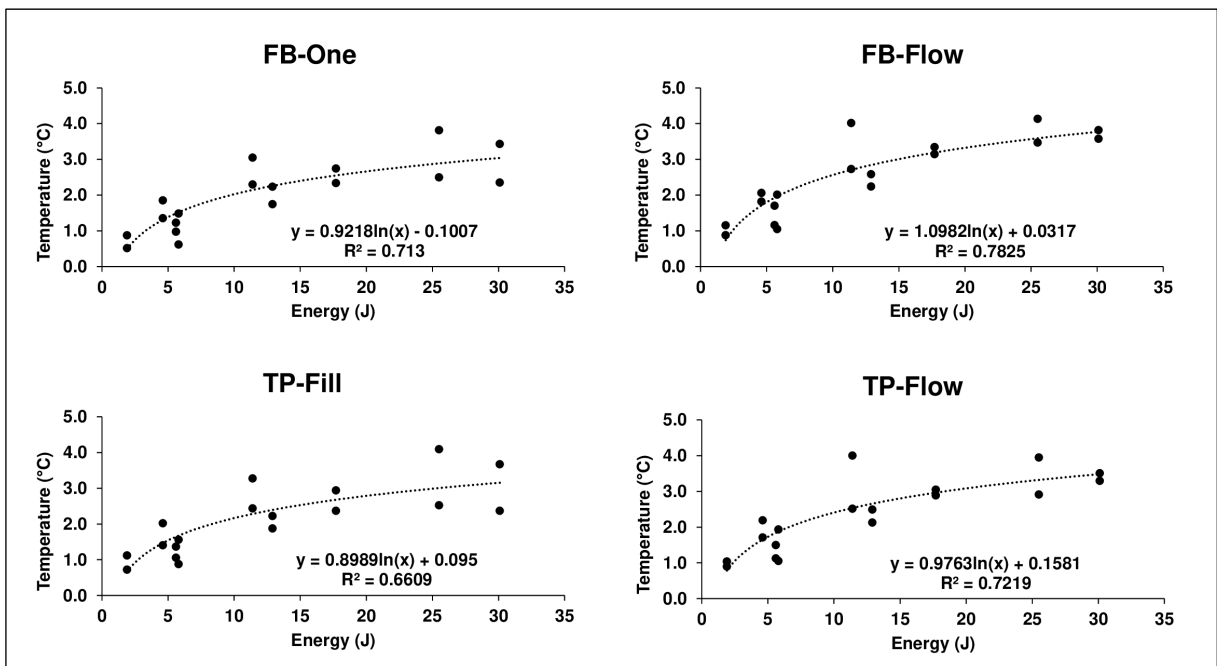 FB-One
5.0
4.0
3.0
2.0
1.0
0.0
Temperature (°C)
y = 0.9218ln(x) - 0.1007
R² = 0.713
0 5 10 15 20 25 30 35
Energy (J)
FB-Flow
5.0
4.0
3.0
2.0
1.0
0.0
Temperature (°C)
y = 1.0982ln(x) + 0.0317
R² = 0.7825
0 5 10 15 20 25 30 35
Energy (J)
TP-Fill
5.0
4.0
3.0
2.0
1.0
0.0
Temperature (°C)
y = 0.8989ln(x) + 0.095
R² = 0.6609
0 5 10 15 20 25 30 35
Energy (J)
TP-Flow
5.0
4.0
3.0
2.0
1.0
0.0
Temperature (°C)
y = 0.9763ln(x) + 0.1581
R² = 0.7219
0 5 10 15 20 25 30 35
Energy (J)